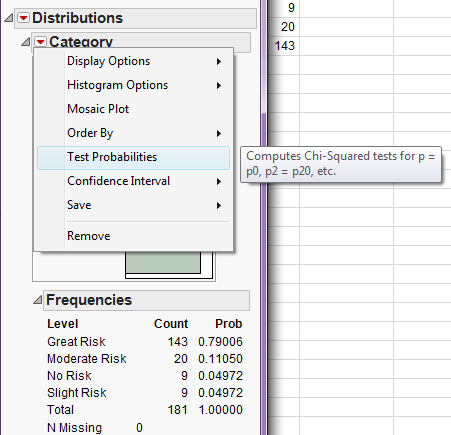 Distributions
Category
Display Options
Histogram Options
Mosaic Plot
Order By
Test Probabilities
Confidence Interval
Save
Remove
9
20
143
Computes Chi-Squared tests for p =
p0, p2 = p20, etc.
Frequencies
Level Count Prob
Great Risk 143 0.79006
Moderate Risk 20 0.11050
No Risk 9 0.04972
Slight Risk 9 0.04972
Total 181 1.00000
N Missing 0